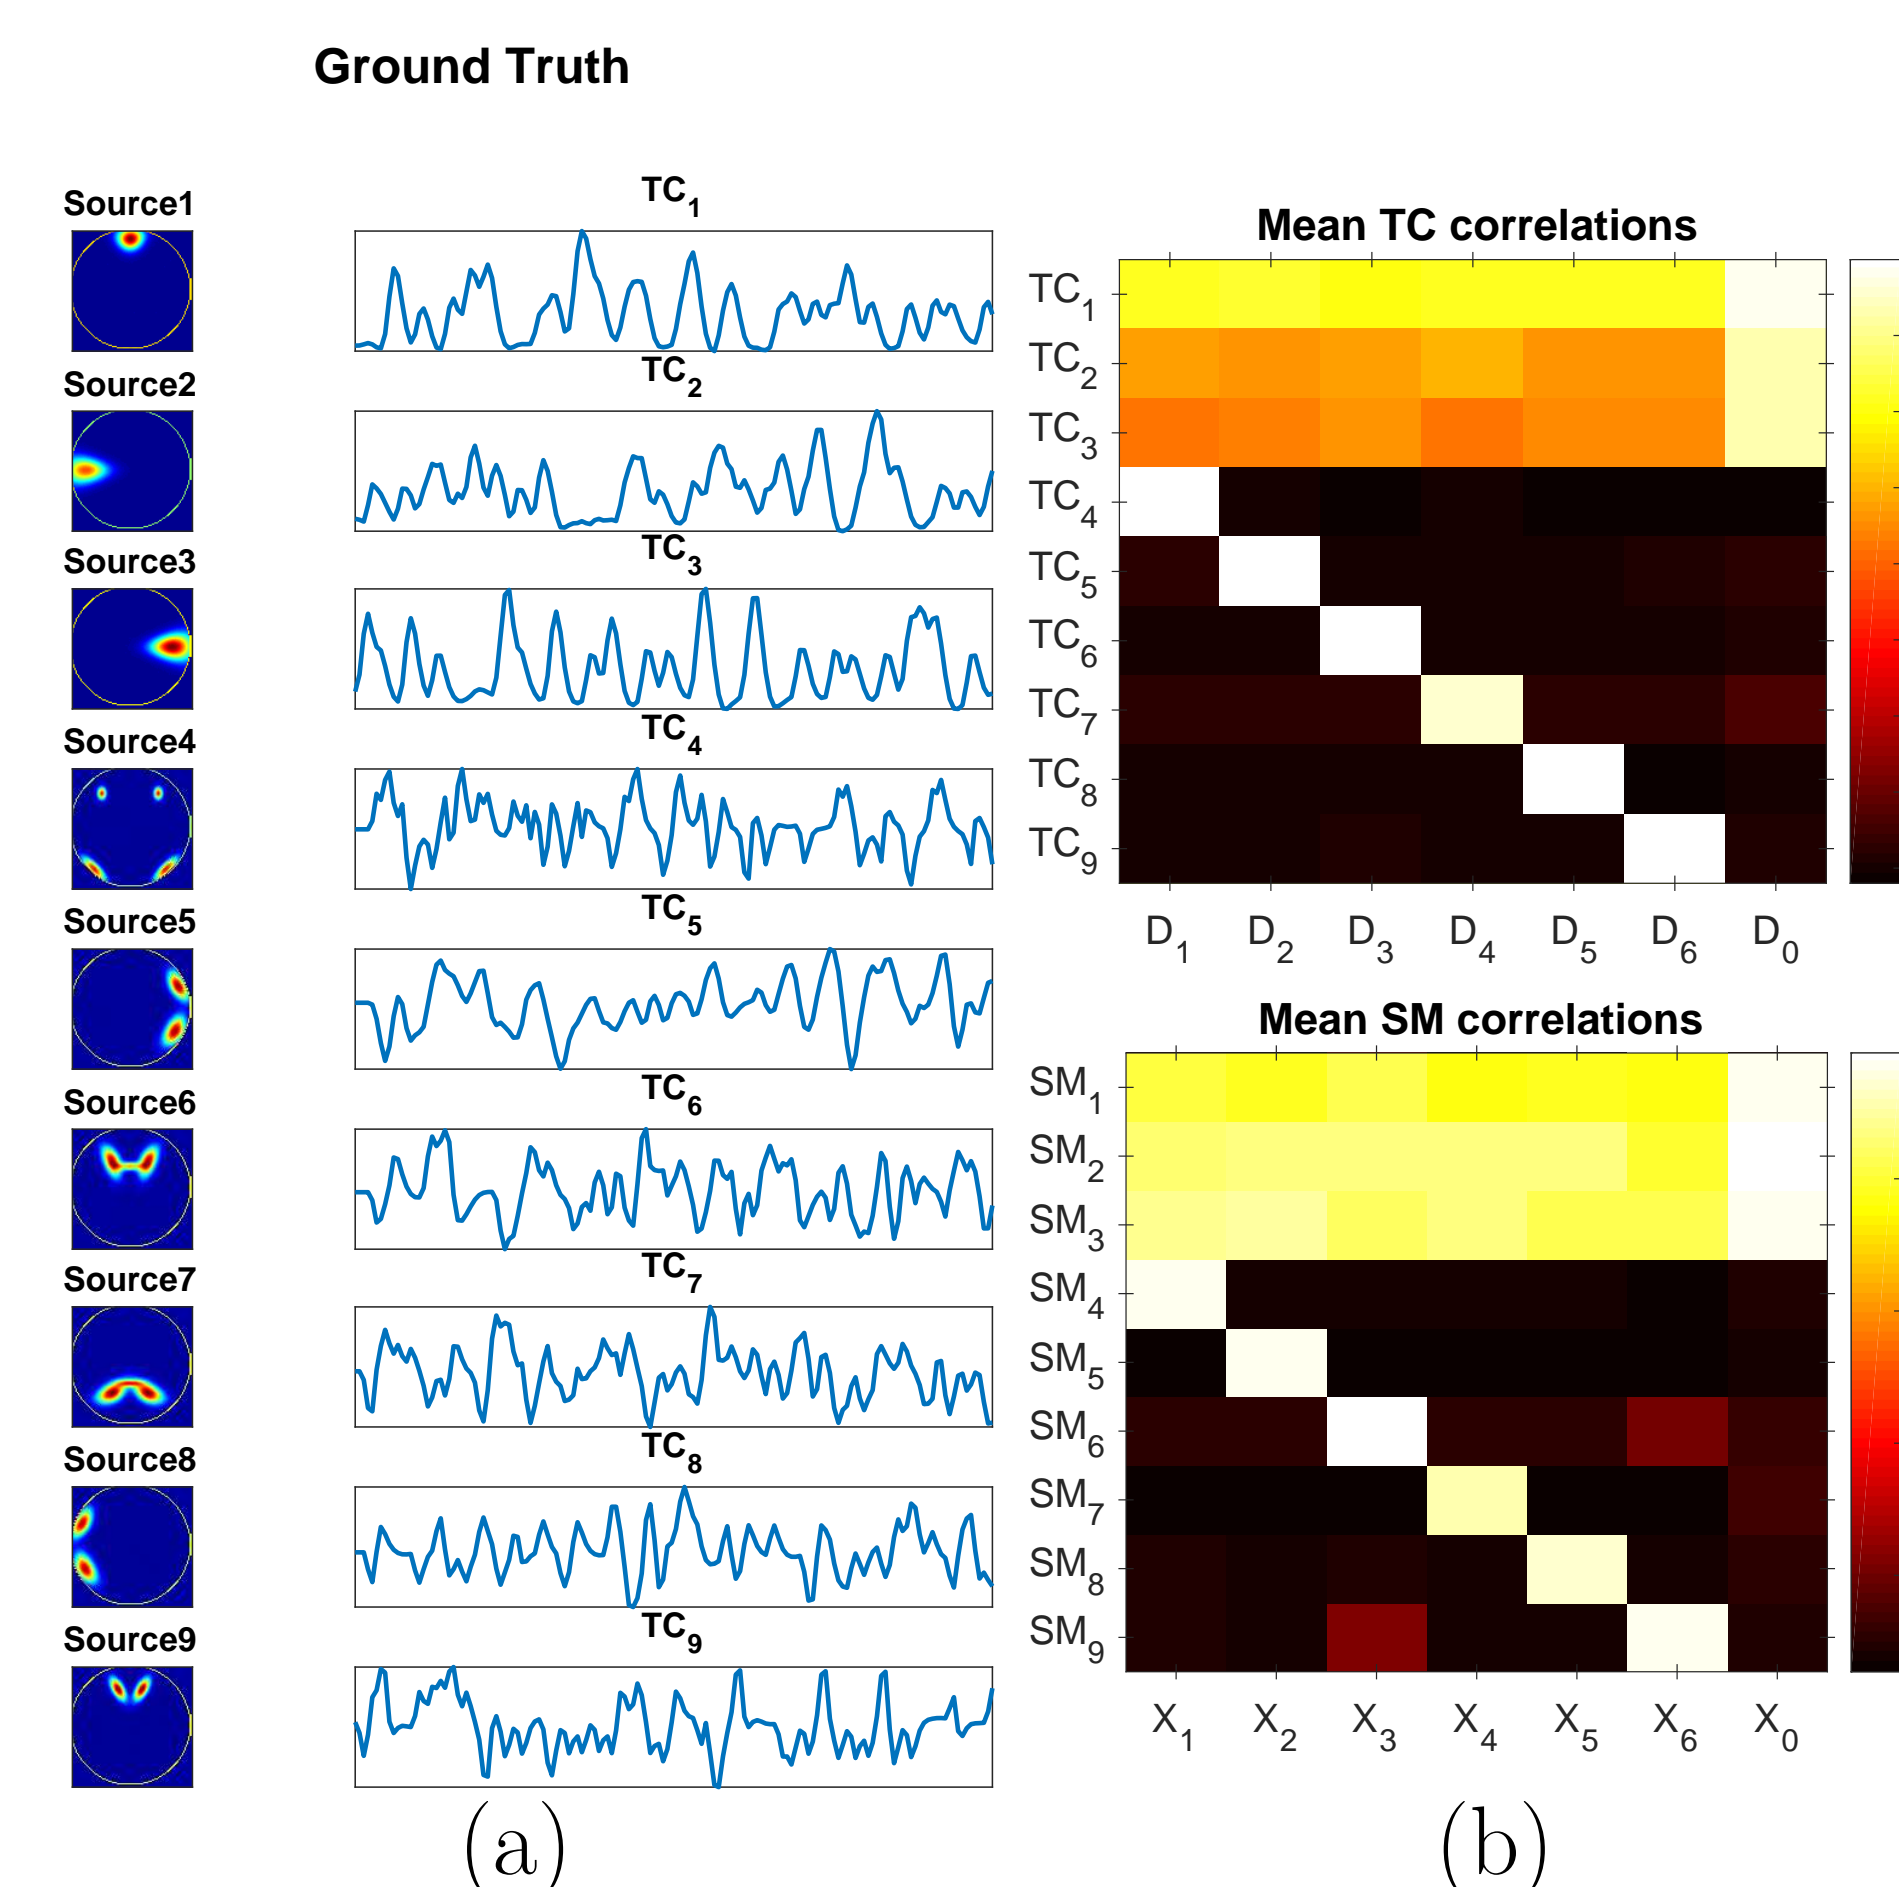 Ground Truth
Source1
TC1
Source2
TC2
Source3
TC3
Source4
TC4
Source5
TC5
Source6
TC6
Source7
TC7
Source8
TC8
Source9
TC9
(a)
Mean TC correlations
TC1
TC2
TC3
TC4
TC5
TC6
TC7
TC8
TC9
D1 D2 D3 D4 D5 D6 D0
Mean SM correlations
SM1
SM2
SM3
SM4
SM5
SM6
SM7
SM8
SM9
X1 X2 X3 X4 X5 X6 X0
(b)